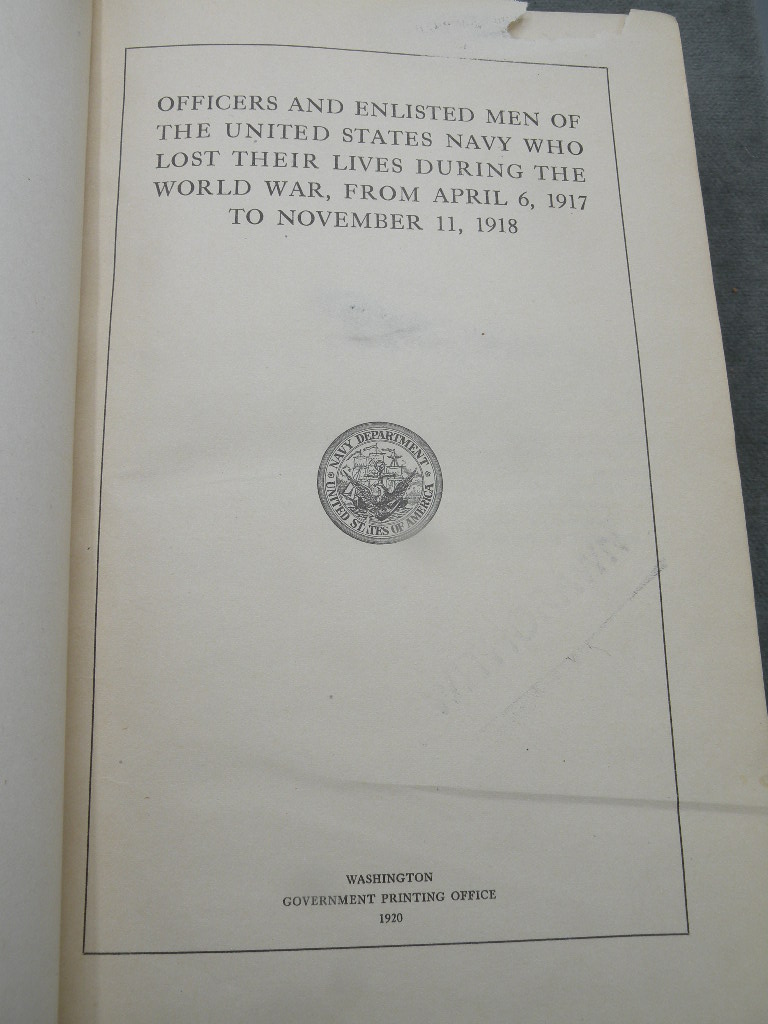 OFFICERS AND ENLISTED MEN OF
THE UNITED STATES NAVY WHO
LOST THEIR LIVES DURING THE
WORLD WAR, FROM APRIL 6, 1917
TO NOVEMBER 11, 1918
NAVY DEPARTMENT
UNITED STATES OF AMERICA
WASHINGTON
GOVERNMENT PRINTING OFFICE
1920